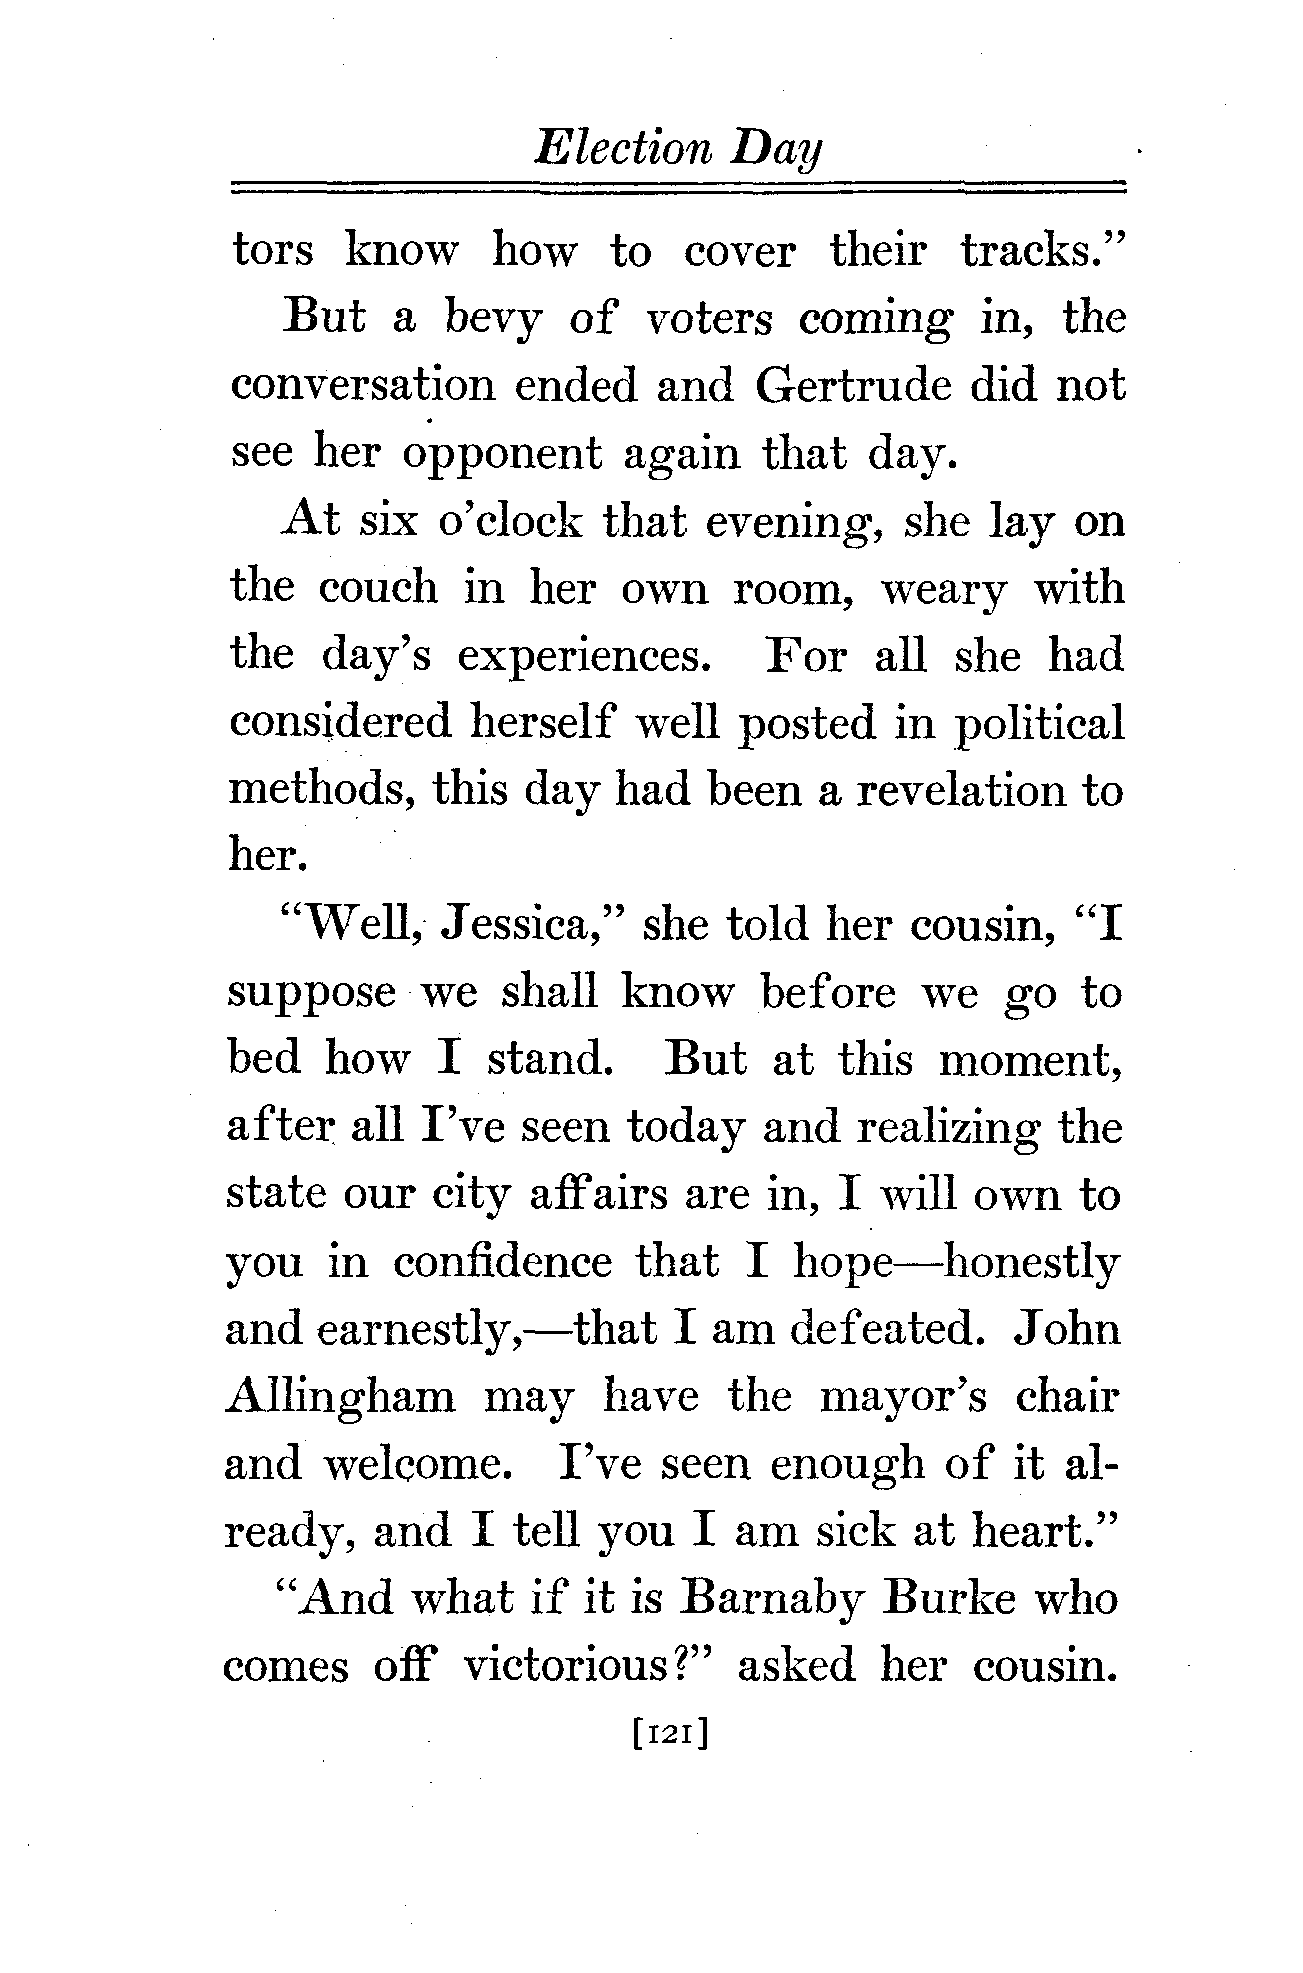 Election Day
tors know how to cover their tracks.”
But a bevy of voters coming in, the
conversation ended and Gertrude did not
see her opponent again that day.
At six o’clock that evening, she lay on
the couch in her own room, weary with
the day’s experiences. For all she had
considered herself well posted in political
methods, this day had been a revelation to
her.
“Well, Jessica,” she told her cousin, “I
suppose we shall know before we go to
bed how I stand. But at this moment,
after all I’ve seen today and realizing the
state our city affairs are in, I will own to
you in confidence that I hope—honestly
and earnestly,—that I am defeated. John
Allingham may have the mayor’s chair
and welcome. I’ve seen enough of it al-
ready, and I tell you I am sick at heart.”
“And what if it is Barnaby Burke who
comes off victorious?” asked her cousin.
[121]